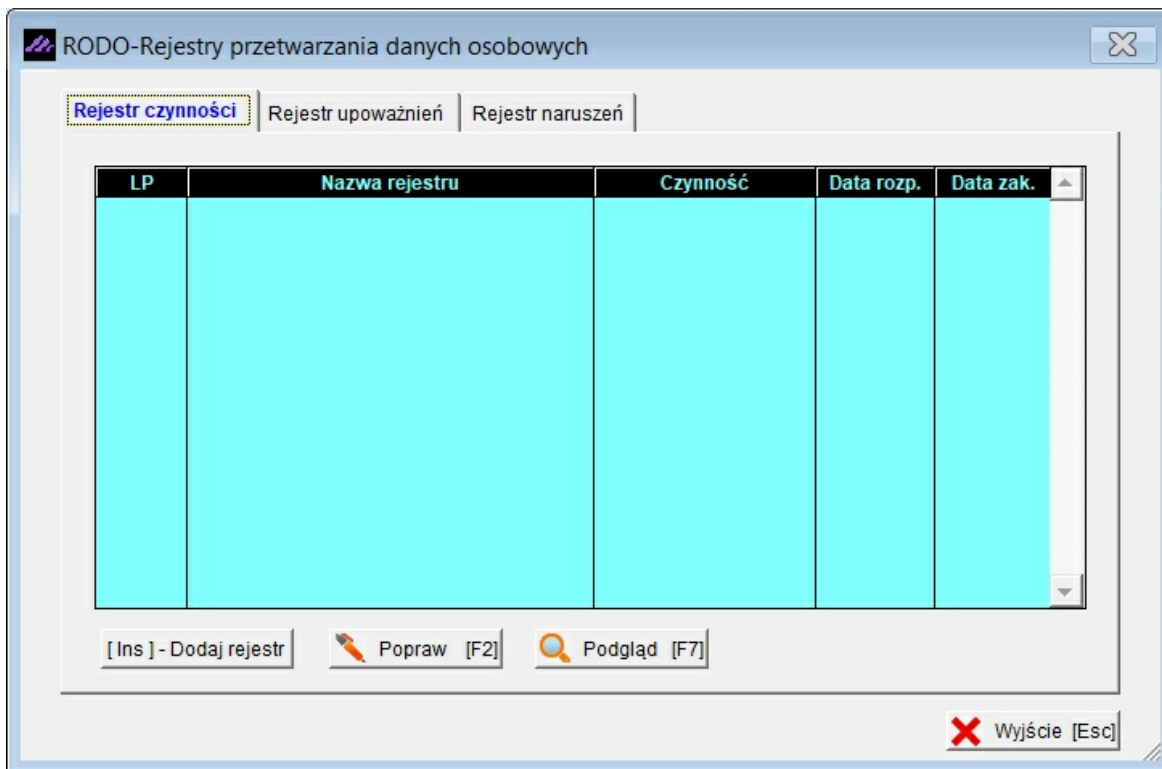 RODO-Rejestry przetwarzania danych osobowych
Rejestr czynności Rejestr upoważnień Rejestr naruszeń
LP Nazwa rejestru Czynność Data rozp. Data zak.
[ Ins ] - Dodaj rejestr Popraw [F2] Podgląd [F7]
Wyjście [Esc]